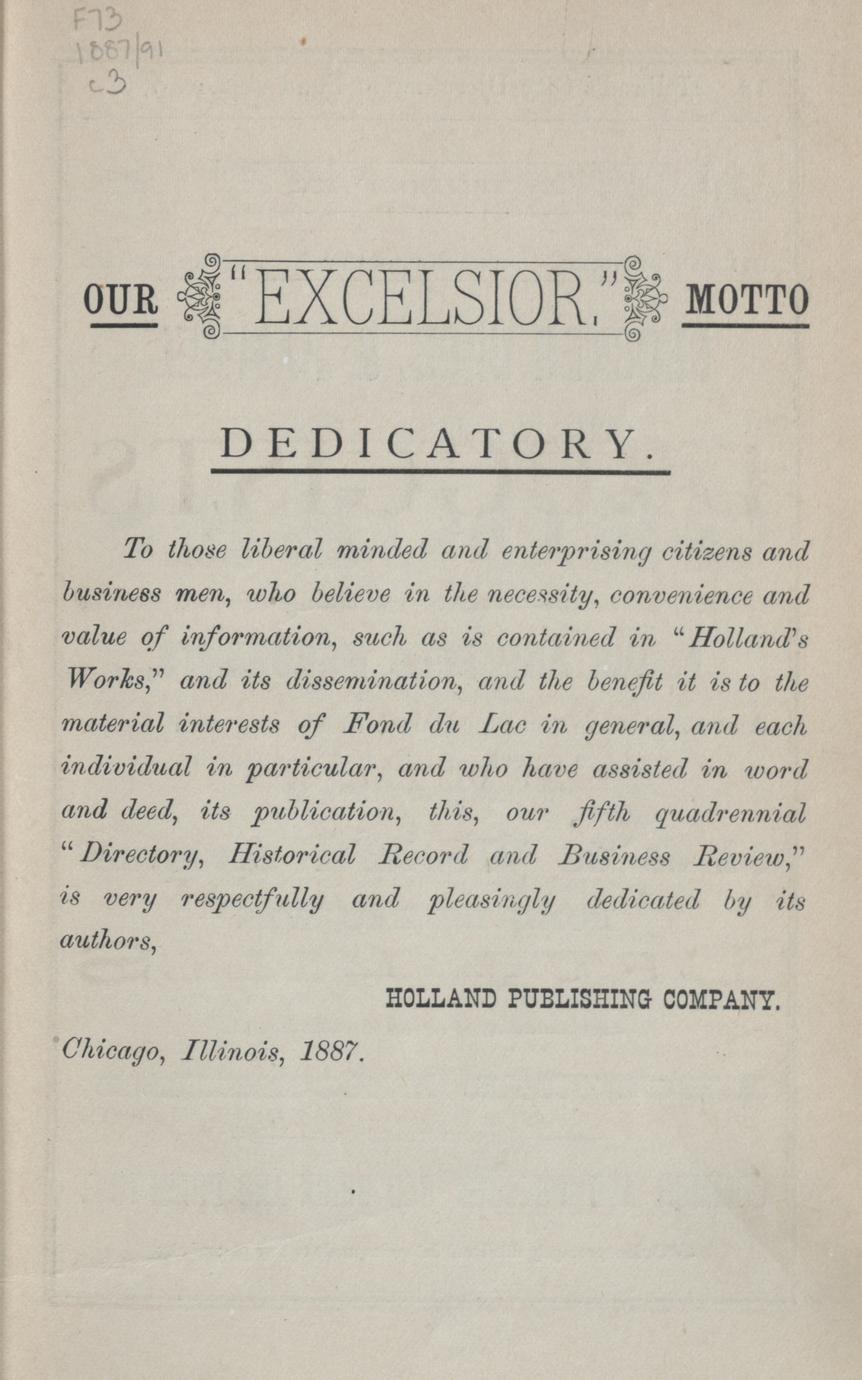 F73
1887/91
c3
OUR "EXCELSIOR." MOTTO
DEDICATORY.
To those liberal minded and enterprising citizens and
business men, who believe in the necessity, convenience and
value of information, such as is contained in "Holland's
Works," and its dissemination, and the benefit it is to the
material interests of Fond du Lac in general, and each
individual in particular, and who have assisted in word
and deed, its publication, this, our fifth quadrennial
"Directory, Historical Record and Business Review,"
is very respectfully and pleasingly dedicated by its
authors,
HOLLAND PUBLISHING COMPANY.
Chicago, Illinois, 1887.